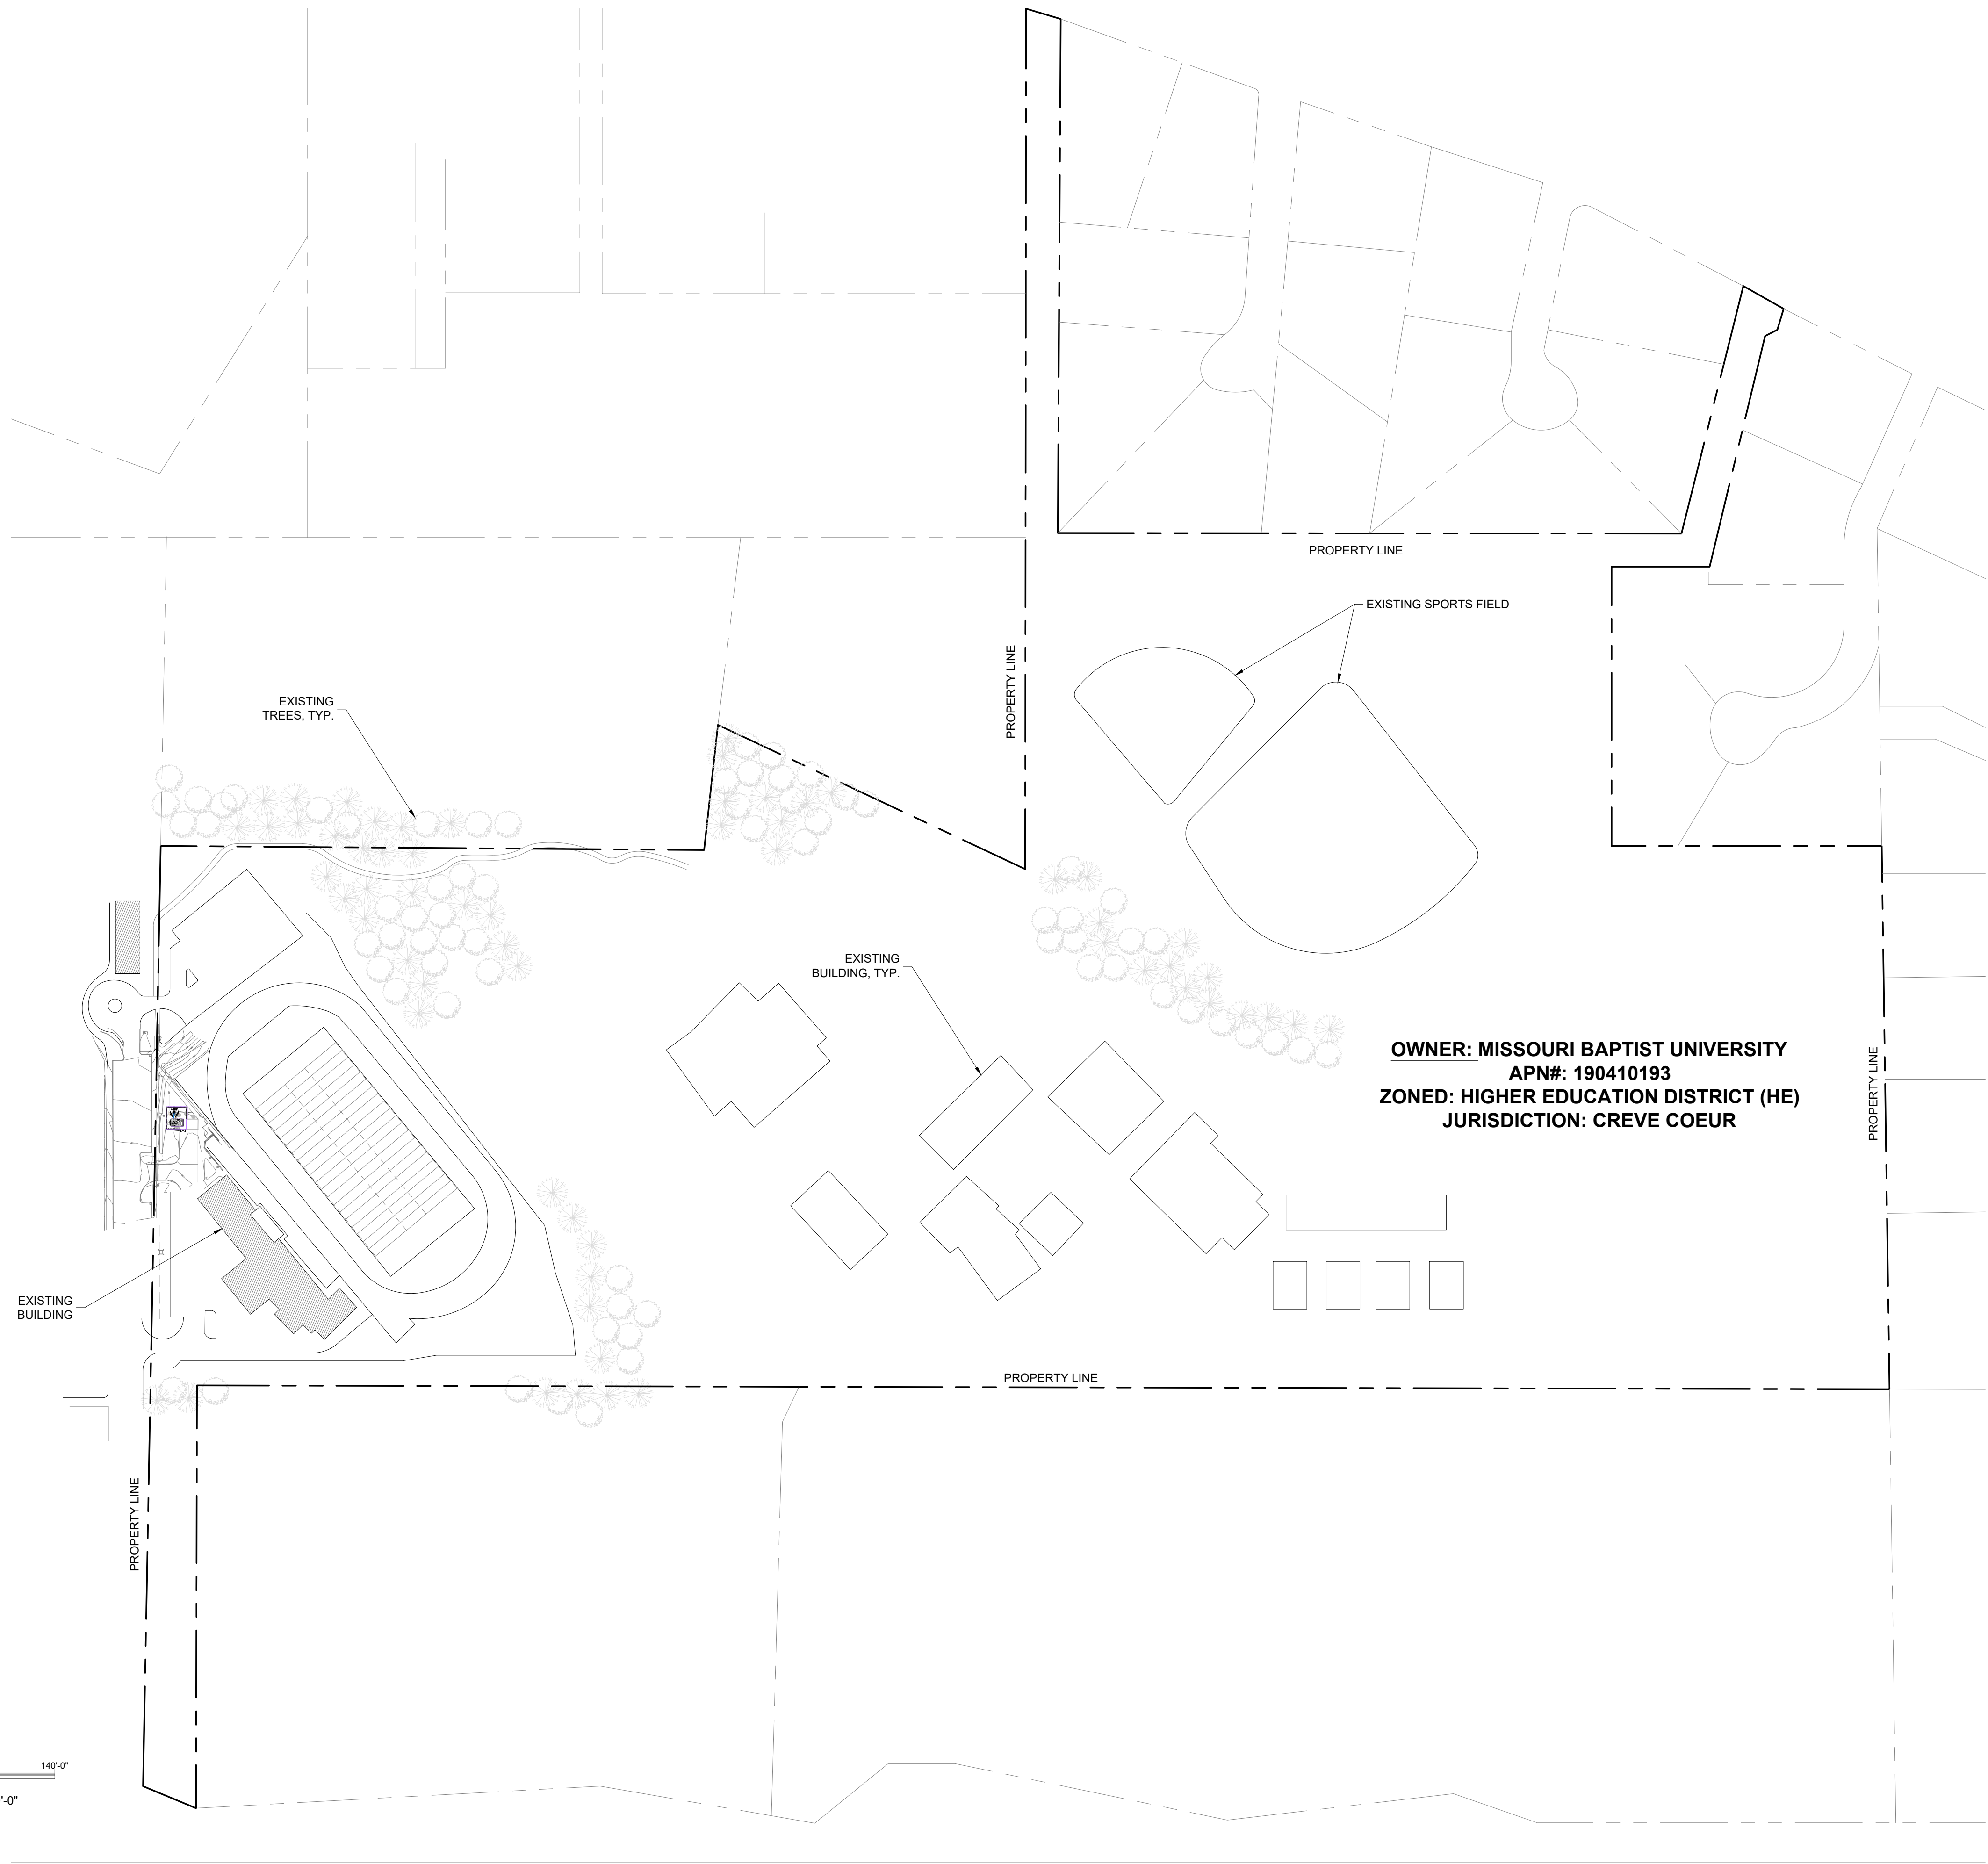 PROPERTY LINE
EXISTING SPORTS FIELD
PROPERTY LINE
EXISTING
TREES, TYP.
EXISTING
BUILDING, TYP.
OWNER: MISSOURI BAPTIST UNIVERSITY
APN#: 190410193
ZONED: HIGHER EDUCATION DISTRICT (HE)
JURISDICTION: CREVE COEUR
PROPERTY LINE
EXISTING
BUILDING
PROPERTY LINE
PROPERTY LINE
140'-0"
'-0"